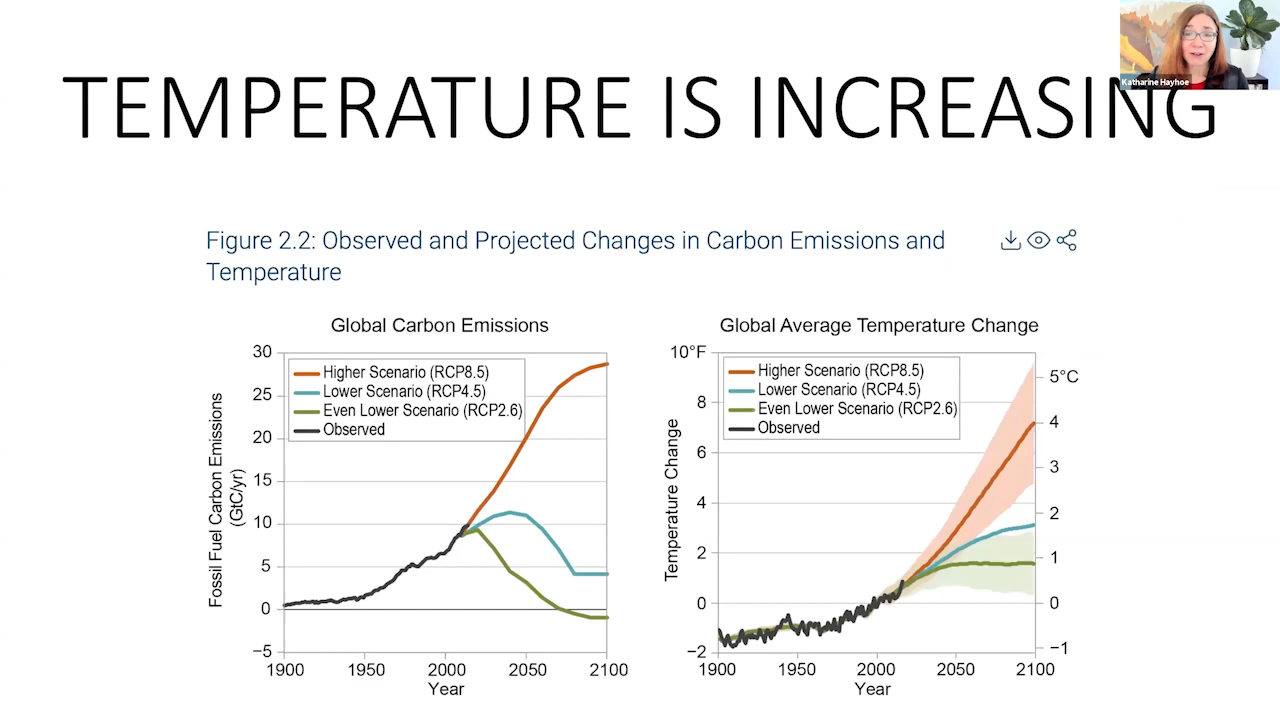 Katharine Hayhoe
TEMPERATURE IS INCREASING
Figure 2.2: Observed and Projected Changes in Carbon Emissions and
Temperature
Global Carbon Emissions
Fossil Fuel Carbon Emissions
(GtC/yr)
30
25
20
15
10
5
0
−5
Higher Scenario (RCP8.5)
Lower Scenario (RCP4.5)
Even Lower Scenario (RCP2.6)
Observed
1900 1950 2000 2050 2100
Year
Global Average Temperature Change
Temperature Change
10°F
8
6
4
2
0
−2
Higher Scenario (RCP8.5)
Lower Scenario (RCP4.5)
Even Lower Scenario (RCP2.6)
Observed
5°C
4
3
2
1
0
−1
1900 1950 2000 2050 2100
Year